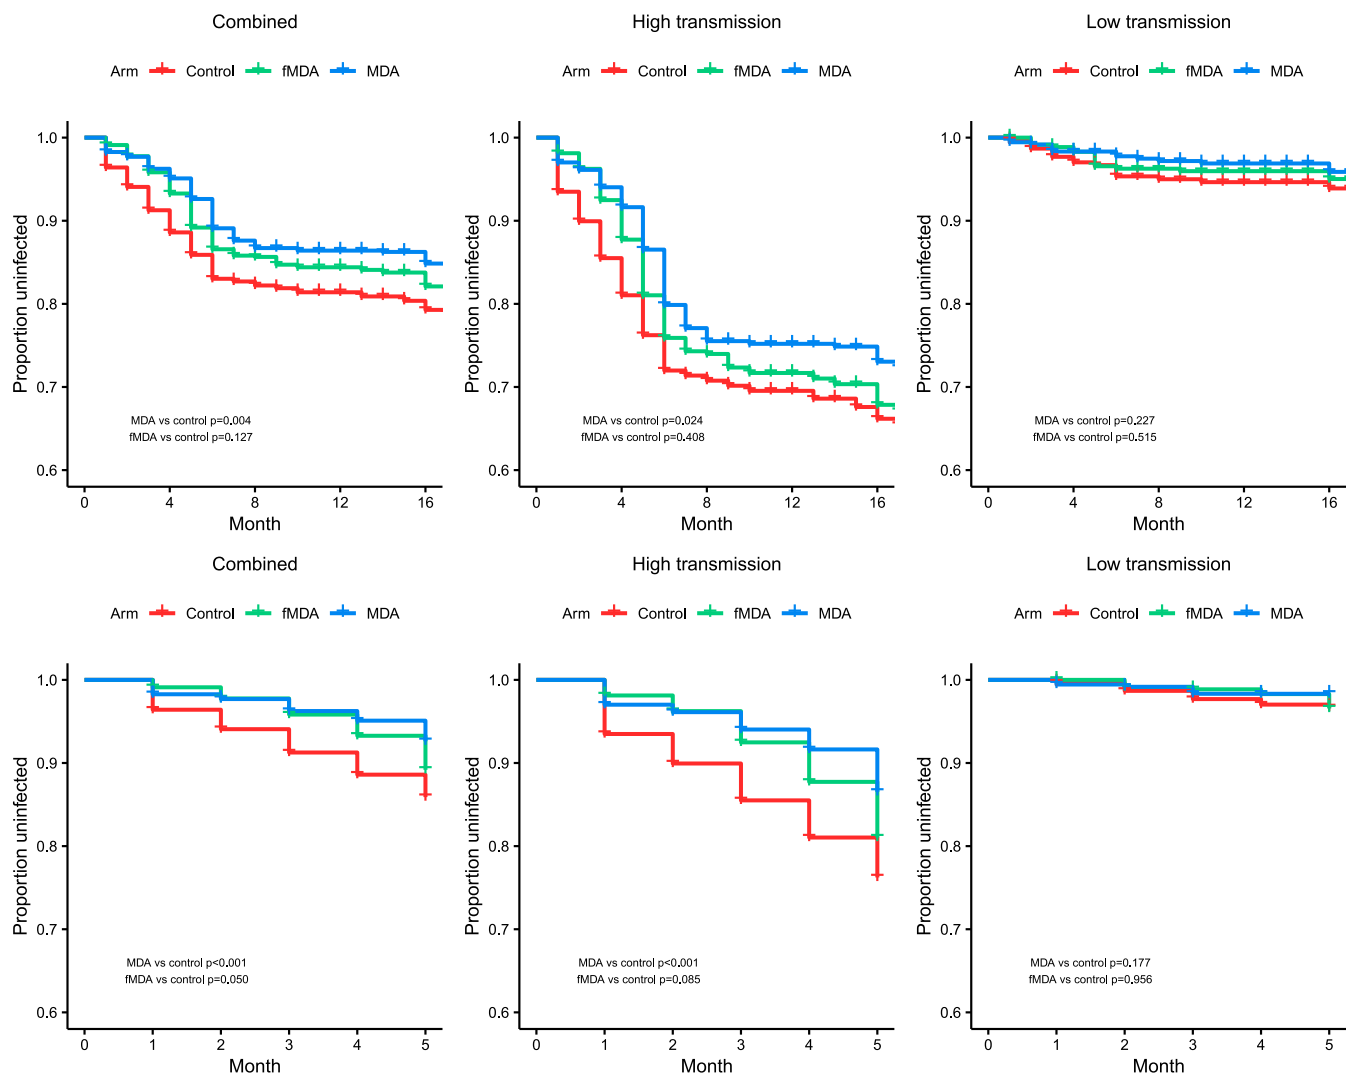 Combined
Arm Control fMDA MDA
Proportion uninfected
1.0
0.9
0.8
0.7
0.6
MDA vs control p=0.004
fMDA vs control p=0.127
0 4 8 12 16
Month
High transmission
Arm Control fMDA MDA
Proportion uninfected
1.0
0.9
0.8
0.7
0.6
MDA vs control p=0.024
fMDA vs control p=0.408
0 4 8 12 16
Month
Low transmission
Arm Control fMDA MDA
Proportion uninfected
1.0
0.9
0.8
0.7
0.6
MDA vs control p=0.227
fMDA vs control p=0.515
0 4 8 12 16
Month
Combined
Arm Control fMDA MDA
Proportion uninfected
1.0
0.9
0.8
0.7
0.6
MDA vs control p<0.001
fMDA vs control p=0.050
0 1 2 3 4 5
Month
High transmission
Arm Control fMDA MDA
Proportion uninfected
1.0
0.9
0.8
0.7
0.6
MDA vs control p<0.001
fMDA vs control p=0.085
0 1 2 3 4 5
Month
Low transmission
Arm Control fMDA MDA
Proportion uninfected
1.0
0.9
0.8
0.7
0.6
MDA vs control p=0.177
fMDA vs control p=0.956
0 1 2 3 4 5
Month